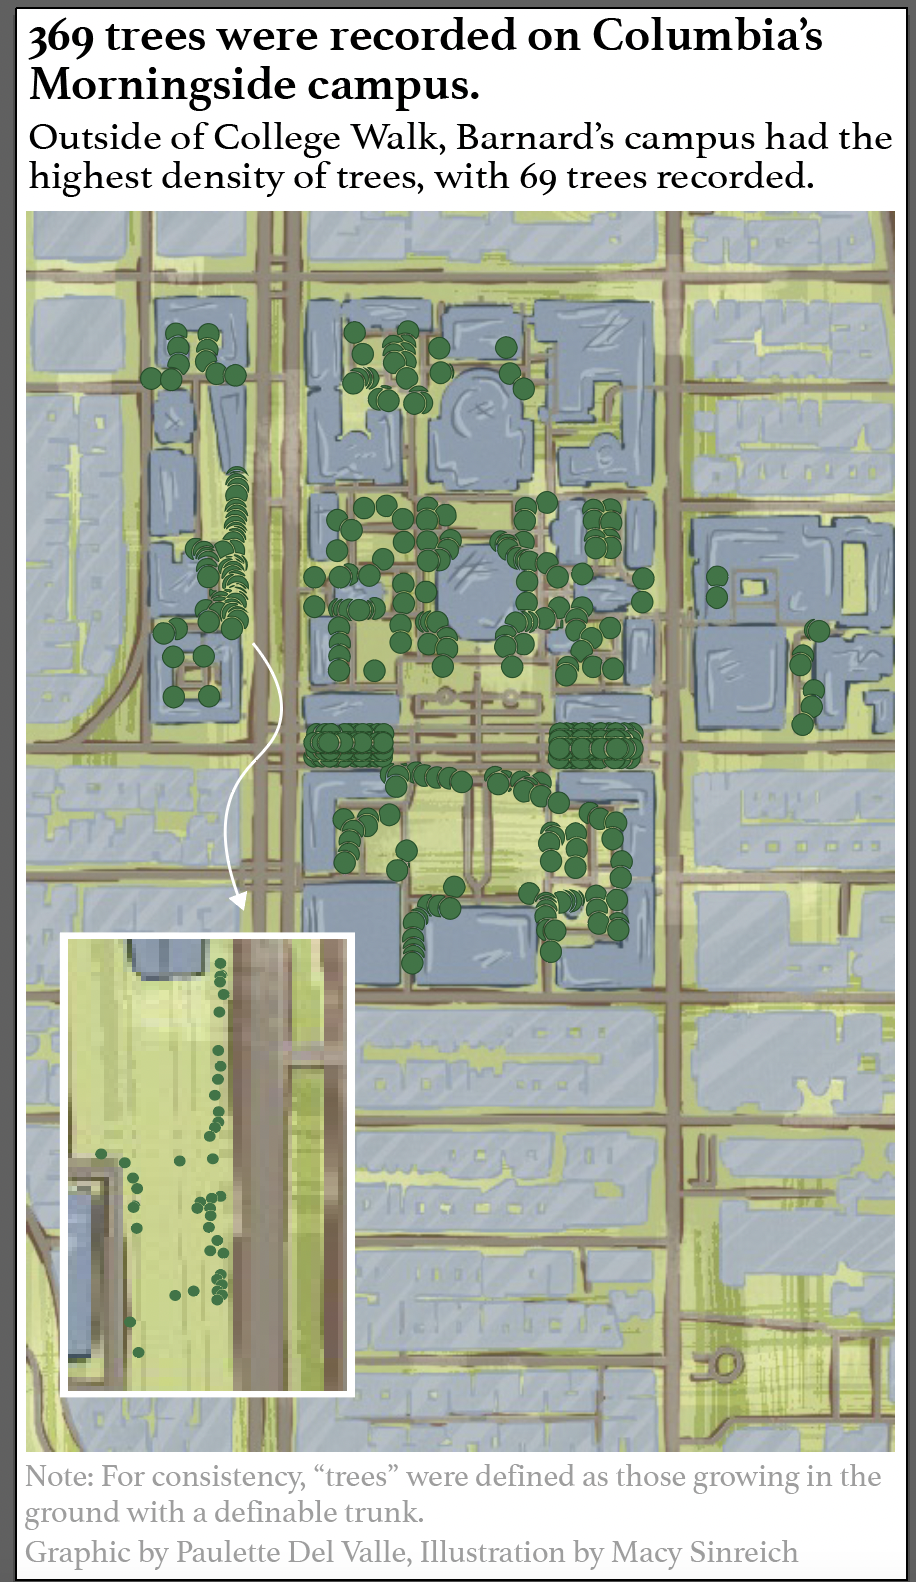 369 trees were recorded on Columbia’s
Morningside campus.
Outside of College Walk, Barnard’s campus had the
highest density of trees, with 69 trees recorded.
Note: For consistency, “trees” were defined as those growing in the
ground with a definable trunk.
Graphic by Paulette Del Valle, Illustration by Macy Sinreich